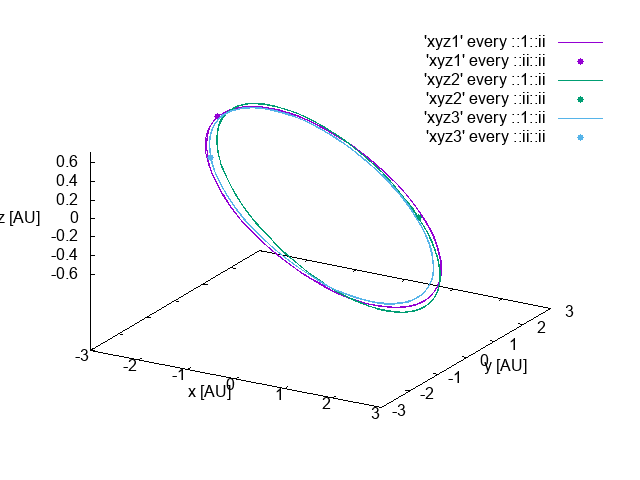 'xyz1' every ::1::ii
'xyz1' every ::ii::ii
'xyz2' every ::1::ii
'xyz2' every ::ii::ii
'xyz3' every ::1::ii
'xyz3' every ::ii::ii
0.6
0.4
0.2
z [AU]
0
-0.2
-0.4
-0.6
3
2
1
0
y [AU]
-1
-2
-3
-3
-2
-1
x [AU]
0
1
2
3